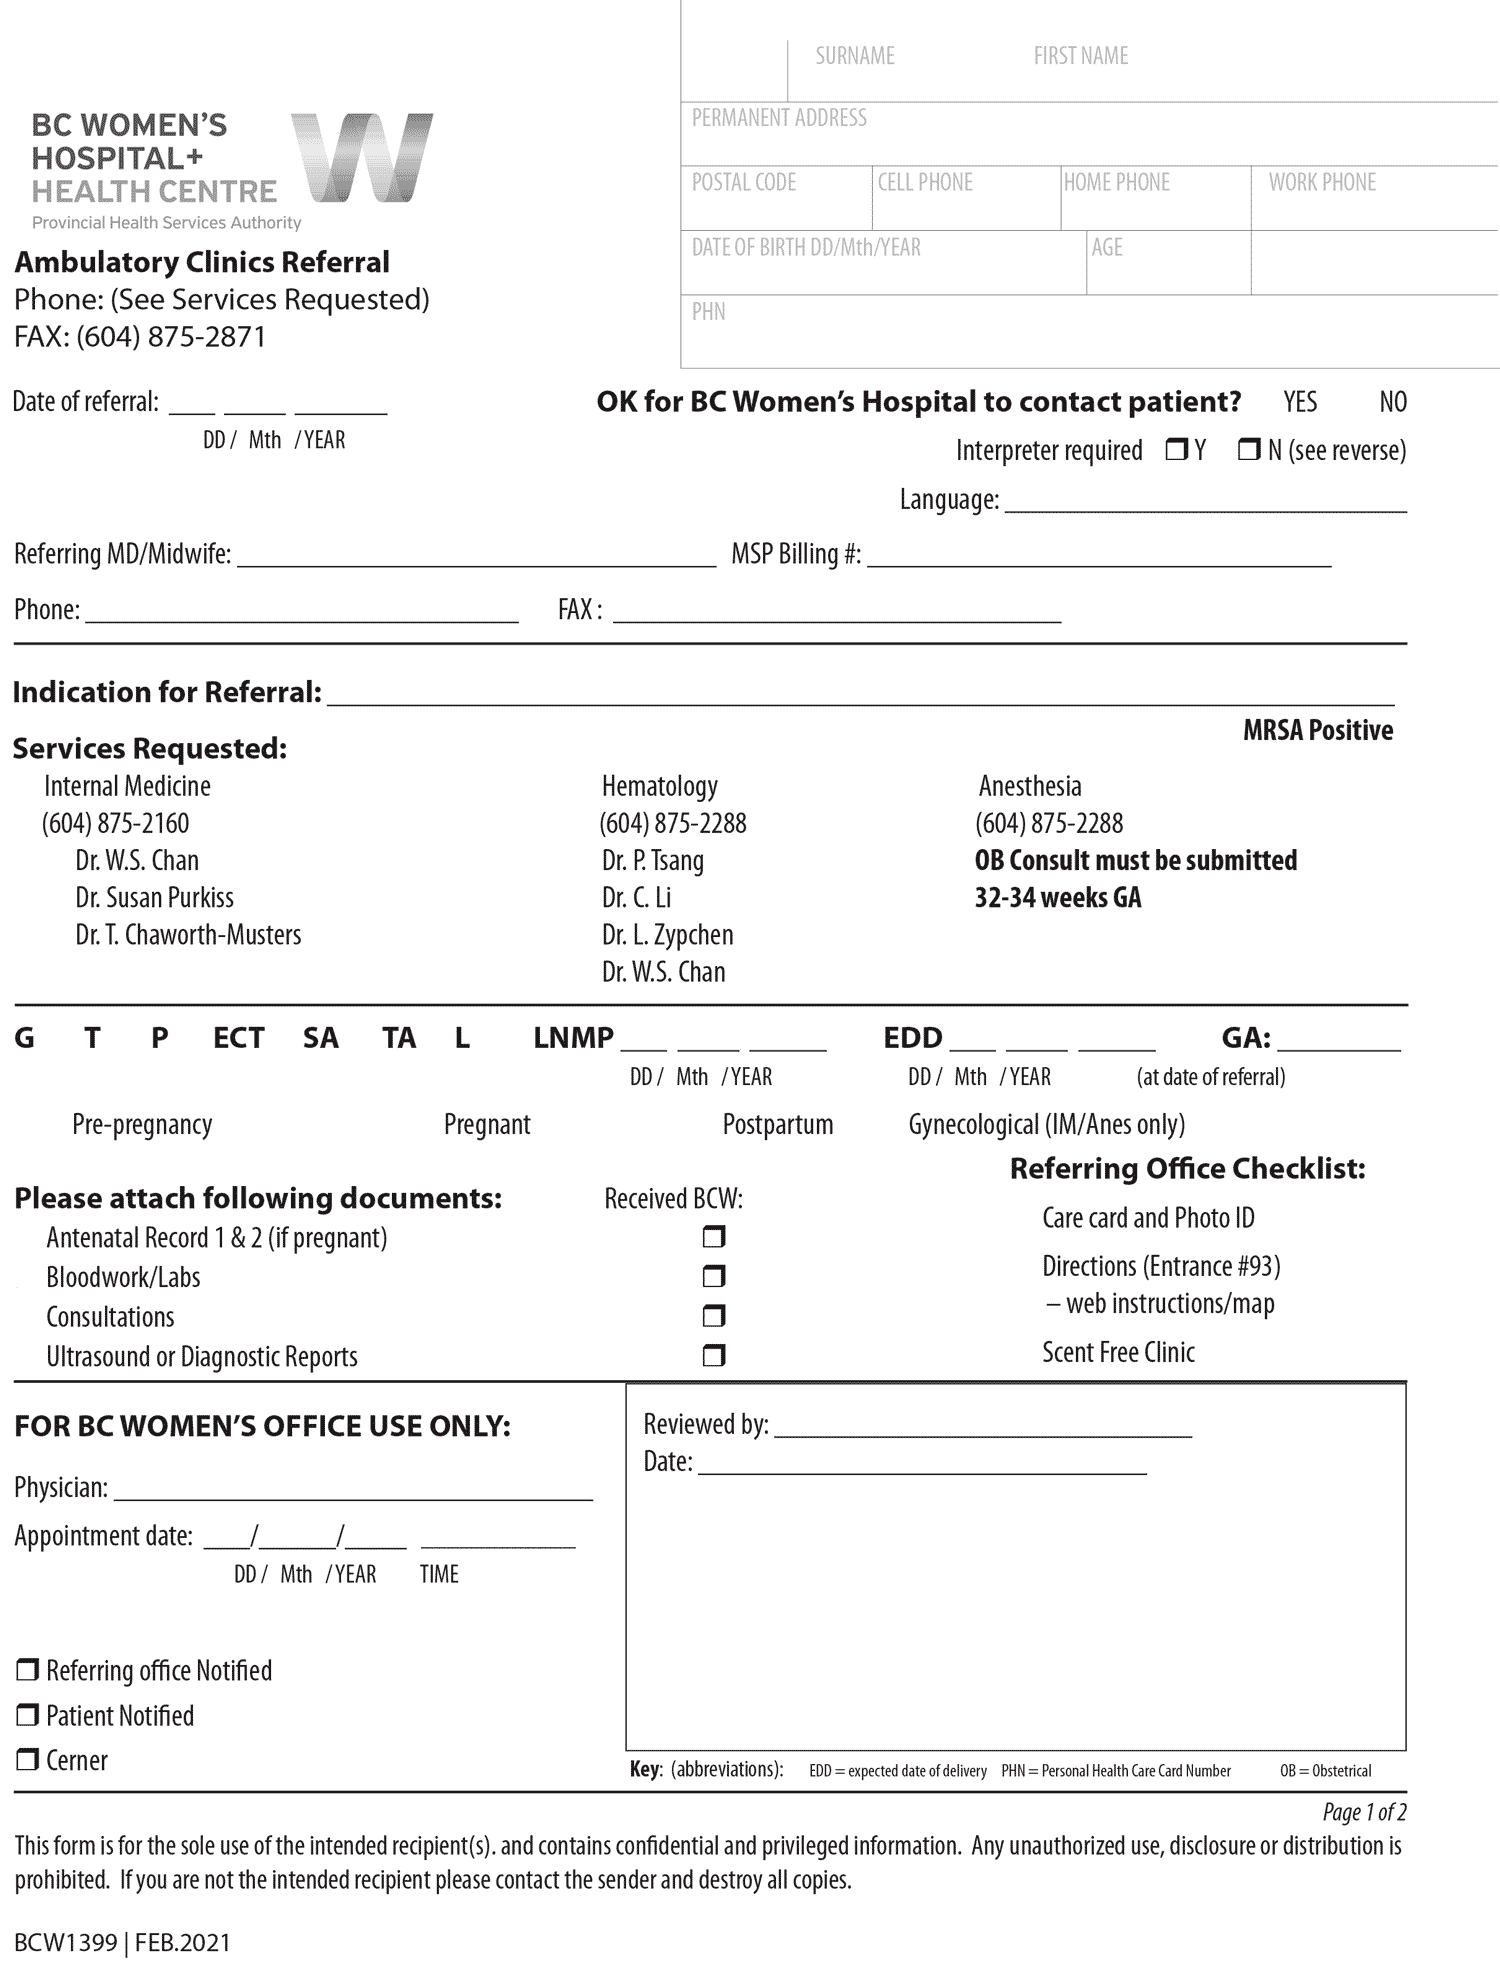 SURNAME FIRST NAME
PERMANENT ADDRESS
POSTAL CODE CELL PHONE HOME PHONE WORK PHONE
DATE OF BIRTH DD/Mth/YEAR AGE
PHN
BC WOMEN'S
HOSPITAL+
HEALTH CENTRE
Provincial Health Services Authority
Ambulatory Clinics Referral
Phone: (See Services Requested)
FAX: (604) 875-2871
Date of referral: ___ ____ ______ OK for BC Women's Hospital to contact patient? YES NO
DD / Mth / YEAR
Interpreter required ❒ Y ❒ N (see reverse)
Language: __________________________
Referring MD/Midwife: _______________________________ MSP Billing #: ______________________________
Phone: ____________________________ FAX : _____________________________
Indication for Referral: _____________________________________________________________________
MRSA Positive
Services Requested:
Internal Medicine Hematology Anesthesia
(604) 875-2160 (604) 875-2288 (604) 875-2288
Dr. W.S. Chan Dr. P. Tsang OB Consult must be submitted
Dr. Susan Purkiss Dr. C. Li 32-34 weeks GA
Dr. T. Chaworth-Musters Dr. L. Zypchen
Dr. W.S. Chan
G T P ECT SA TA L LNMP ___ ____ _____ EDD ___ ____ _____ GA: ________
DD / Mth / YEAR DD / Mth / YEAR (at date of referral)
Pre-pregnancy Pregnant Postpartum Gynecological (IM/Anes only)
Referring Office Checklist:
Please attach following documents: Received BCW:
Care card and Photo ID
Antenatal Record 1 & 2 (if pregnant) ❒
Directions (Entrance #93)
Bloodwork/Labs ❒
– web instructions/map
Consultations ❒
Scent Free Clinic
Ultrasound or Diagnostic Reports ❒
FOR BC WOMEN'S OFFICE USE ONLY:
Physician: _______________________________
Appointment date: ___/_____/____ __________
DD / Mth / YEAR TIME
❒ Referring office Notified
❒ Patient Notified
❒ Cerner
Reviewed by: ___________________________
Date: _____________________________
Key: (abbreviations): EDD = expected date of delivery PHN = Personal Health Care Card Number OB = Obstetrical
Page 1 of 2
This form is for the sole use of the intended recipient(s). and contains confidential and privileged information. Any unauthorized use, disclosure or distribution is
prohibited. If you are not the intended recipient please contact the sender and destroy all copies.
BCW1399 | FEB.2021